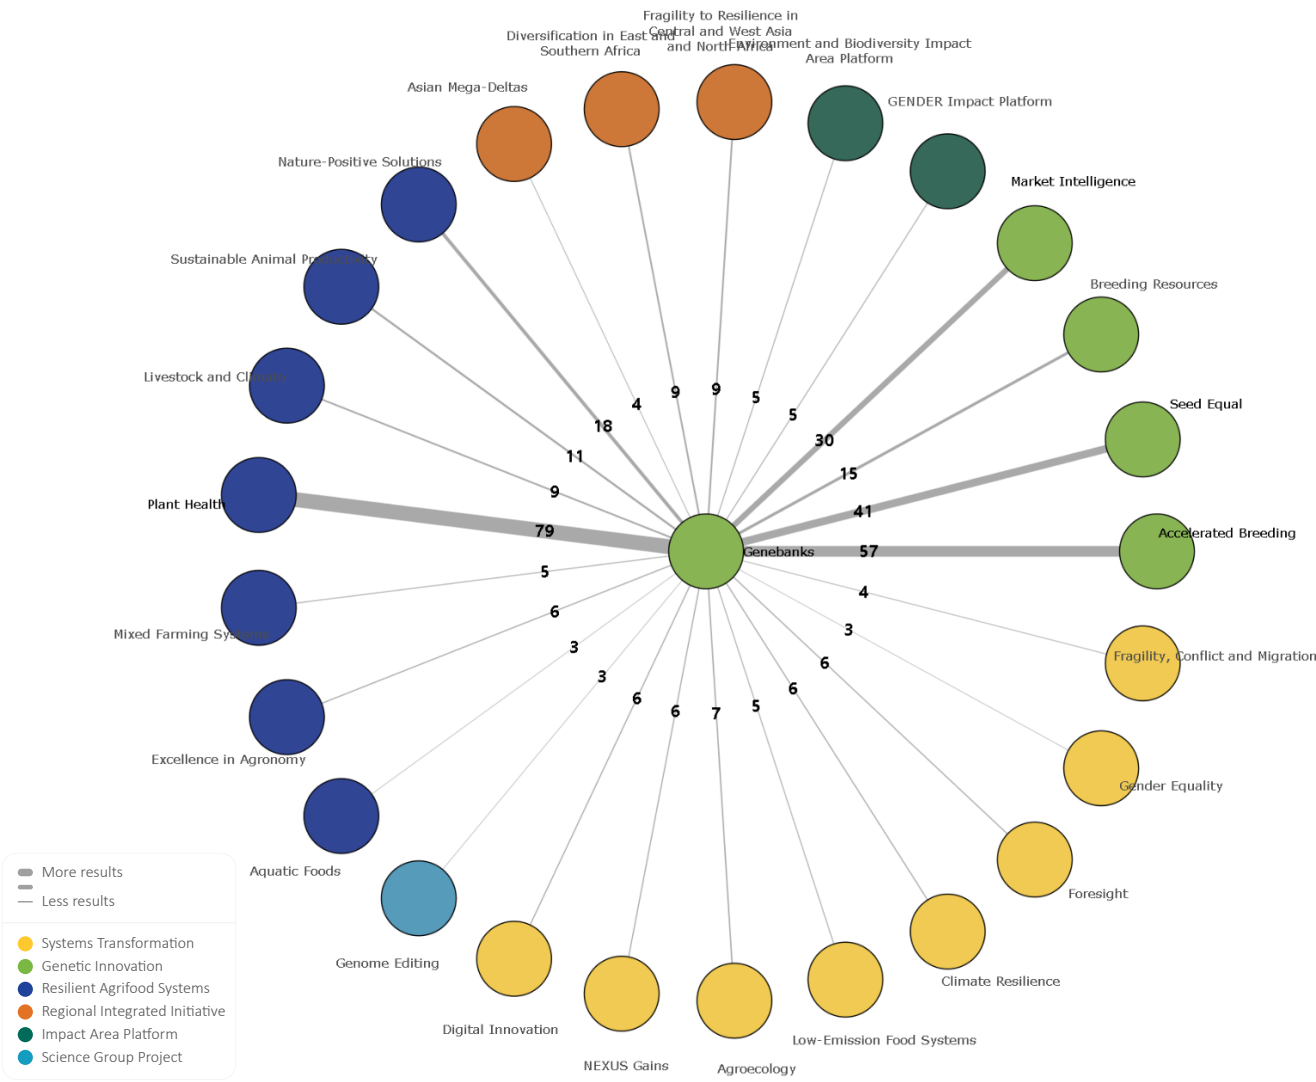 Fragility to Resilience in
Central and West Asia
and North Africa
Diversification in East and
Southern Africa
Environment and Biodiversity Impact
Area Platform
Asian Mega-Deltas
GENDER Impact Platform
Nature-Positive Solutions
Market Intelligence
Sustainable Animal Productivity
Breeding Resources
Livestock and Climate
Seed Equal
Plant Health
Accelerated Breeding
Genebanks
Mixed Farming Systems
Fragility, Conflict and Migration
Excellence in Agronomy
Gender Equality
Aquatic Foods
Foresight
Genome Editing
Climate Resilience
Digital Innovation
Low-Emission Food Systems
NEXUS Gains
Agroecology
4
9
9
5
5
30
15
41
57
18
11
9
79
5
6
3
3
6
6
7
5
6
6
3
4
More results
Less results
Systems Transformation
Genetic Innovation
Resilient Agrifood Systems
Regional Integrated Initiative
Impact Area Platform
Science Group Project